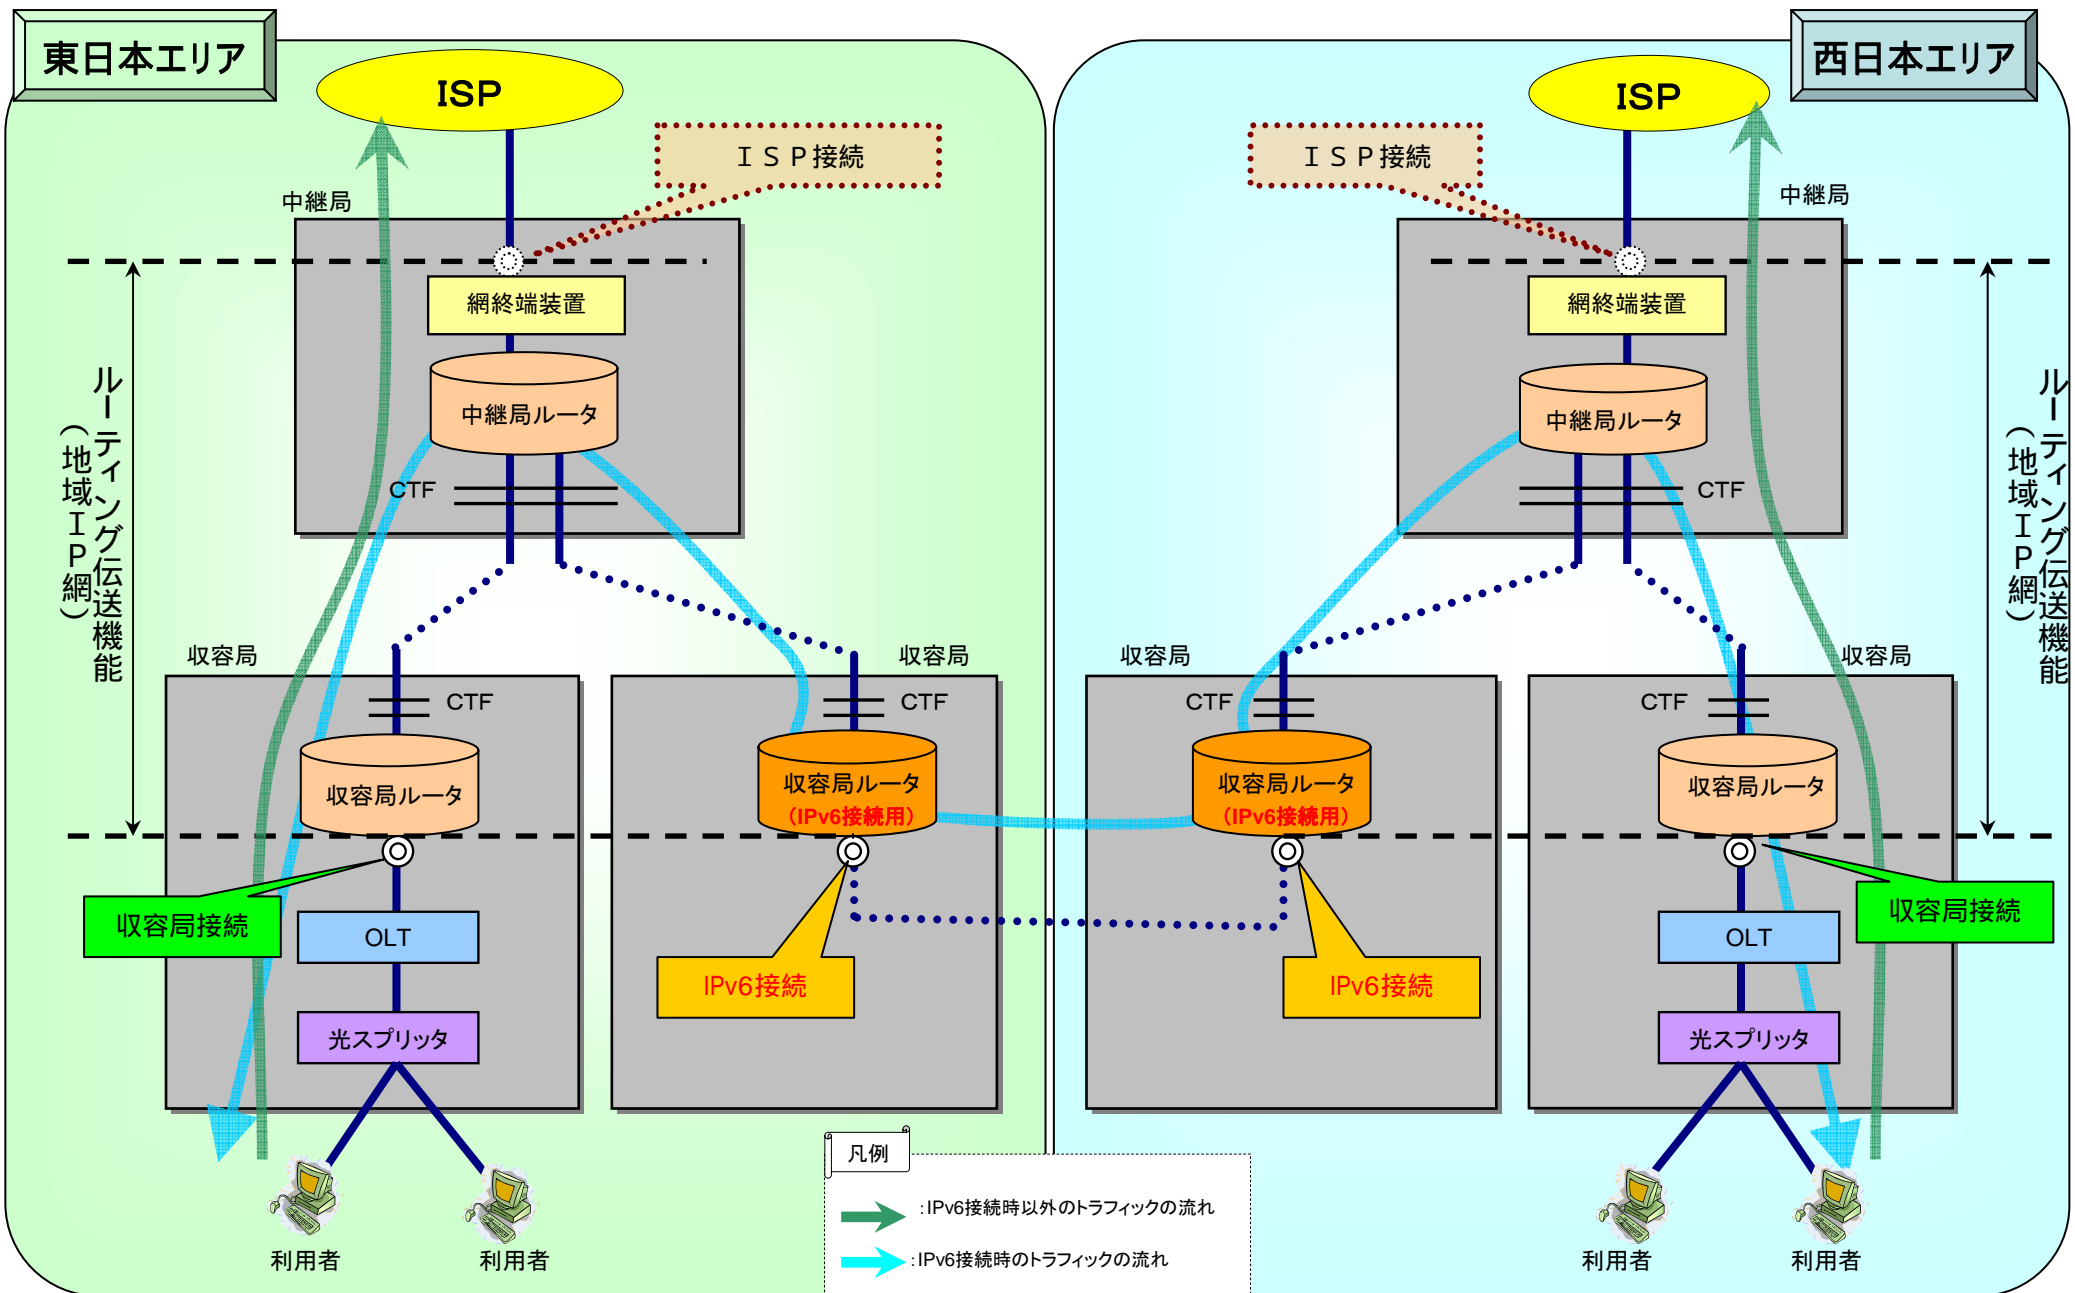 東日本エリア
西日本エリア
ISP
ISP
ＩＳＰ接続
ＩＳＰ接続
中継局
中継局
網終端装置
網終端装置
中継局ルータ
中継局ルータ
CTF
CTF
ルーティング伝送機能
（地域ＩＰ網）
ルーティング伝送機能
（地域ＩＰ網）
収容局
収容局
収容局
収容局
CTF
CTF
CTF
CTF
収容局ルータ
収容局ルータ
（IPv6接続用）
収容局ルータ
（IPv6接続用）
収容局ルータ
収容局接続
収容局接続
OLT
OLT
IPv6接続
IPv6接続
光スプリッタ
光スプリッタ
利用者
利用者
利用者
利用者
凡例
：IPv6接続時以外のトラフィックの流れ
：IPv6接続時のトラフィックの流れ